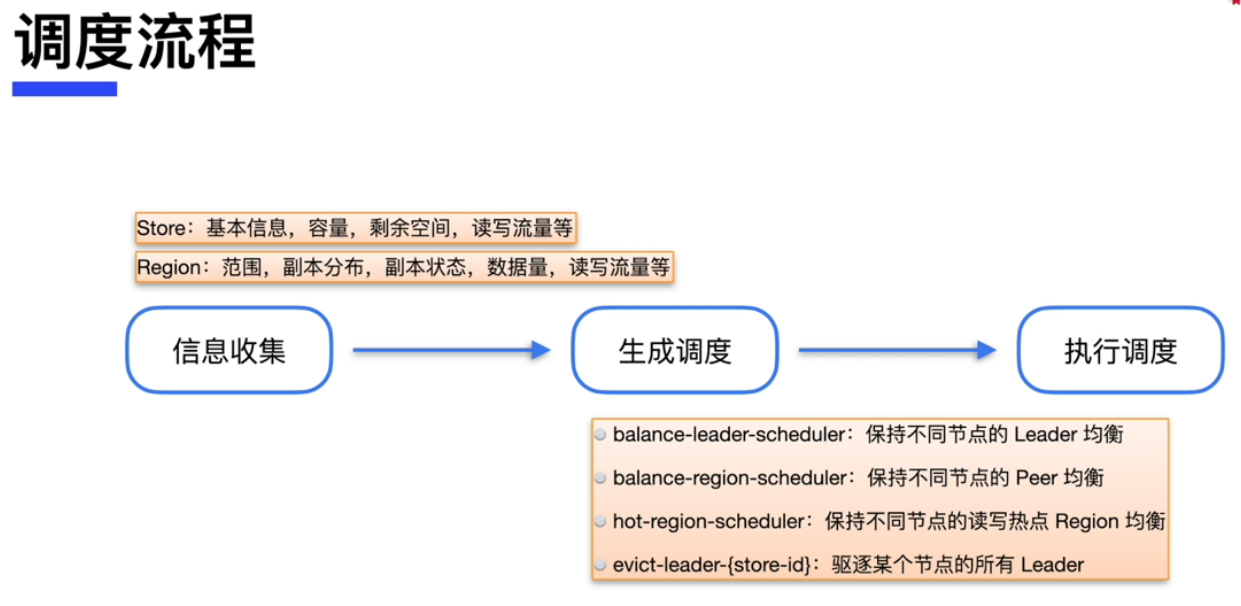 调度流程
Store：基本信息，容量，剩余空间，读写流量等
Region：范围，副本分布，副本状态，数据量，读写流量等
信息收集
生成调度
执行调度
balance-leader-scheduler：保持不同节点的 Leader 均衡
balance-region-scheduler：保持不同节点的 Peer 均衡
hot-region-scheduler：保持不同节点的读写热点 Region 均衡
evict-leader-{store-id}：驱逐某个节点的所有 Leader